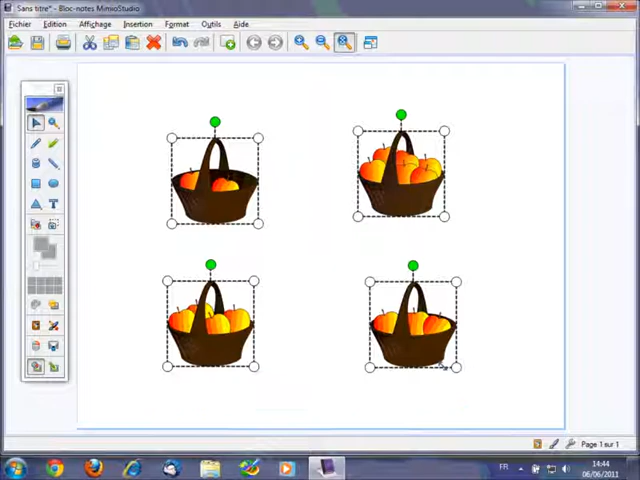 Sans titre* - Bloc-notes MimioStudio
Fichier Edition Affichage Insertion Format Outils Aide
T
Page 1 sur 1
FR
14:44
06/06/2011